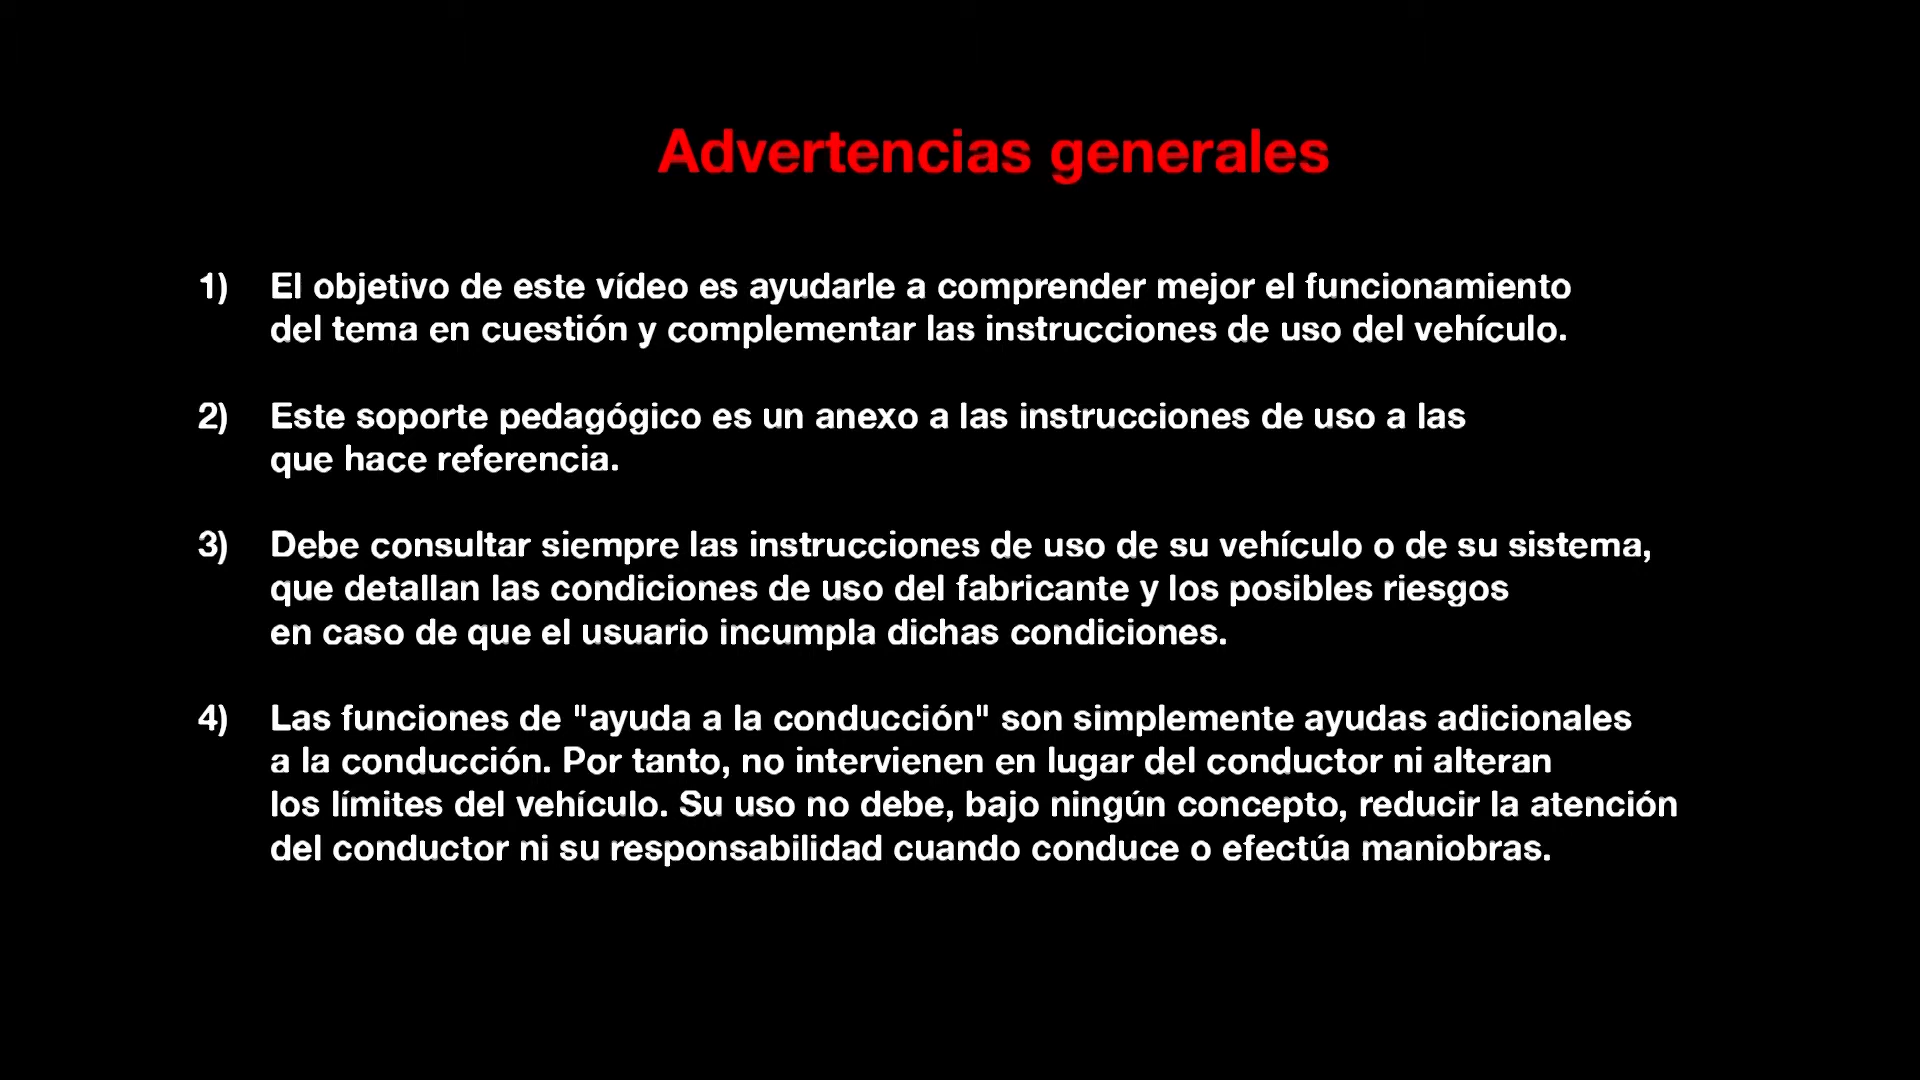 Advertencias generales
1) El objetivo de este vídeo es ayudarle a comprender mejor el funcionamiento
del tema en cuestión y complementar las instrucciones de uso del vehículo.
2) Este soporte pedagógico es un anexo a las instrucciones de uso a las
que hace referencia.
3) Debe consultar siempre las instrucciones de uso de su vehículo o de su sistema,
que detallan las condiciones de uso del fabricante y los posibles riesgos
en caso de que el usuario incumpla dichas condiciones.
4) Las funciones de "ayuda a la conducción" son simplemente ayudas adicionales
a la conducción. Por tanto, no intervienen en lugar del conductor ni alteran
los límites del vehículo. Su uso no debe, bajo ningún concepto, reducir la atención
del conductor ni su responsabilidad cuando conduce o efectúa maniobras.